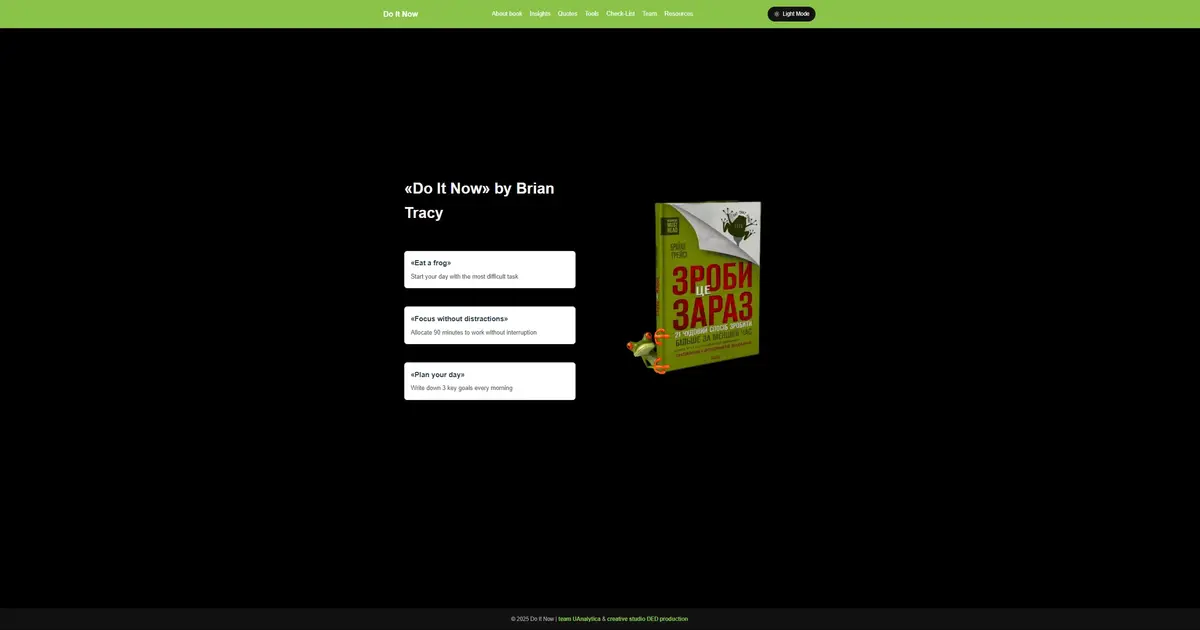 Do It Now
About book Insights Quotes Tools Check-List Team Resources
Light Mode
«Do It Now» by Brian
Tracy
«Eat a frog»
Start your day with the most difficult task
«Focus without distractions»
Allocate 90 minutes to work without interruption
«Plan your day»
Write down 3 key goals every morning
БРАЙАН
ТРЕЙСІ
ЗРОБИ
ЦЕ
ЗАРАЗ
21 ЧУДОВИЙ СПОСІБ ЗРОБИТИ
БІЛЬШЕ ЗА МЕНШИЙ ЧАС
© 2025 Do It Now | team UAnalytica & creative studio DED production